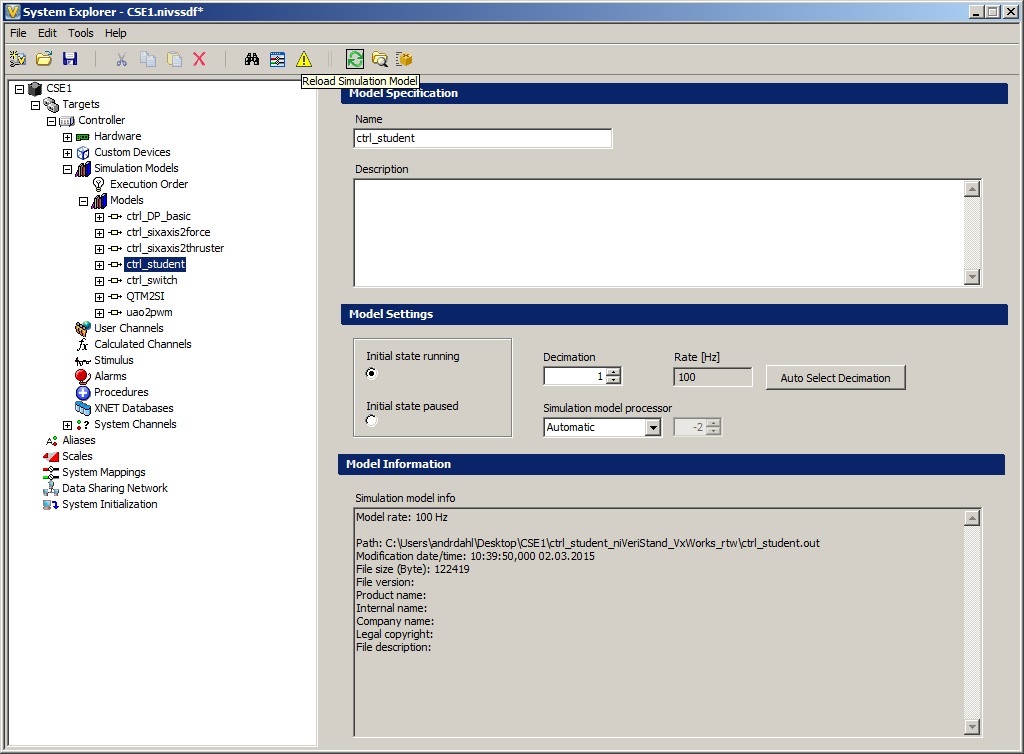 System Explorer - CSE1.nivssdf*
File Edit Tools Help
Reload Simulation Model
CSE1
Targets
Controller
Hardware
Custom Devices
Simulation Models
Execution Order
Models
ctrl_DP_basic
ctrl_sixaxis2force
ctrl_sixaxis2thruster
ctrl_student
ctrl_switch
QTM2SI
uao2pwm
User Channels
Calculated Channels
Stimulus
Alarms
Procedures
XNET Databases
System Channels
Aliases
Scales
System Mappings
Data Sharing Network
System Initialization
Model Specification
Name
ctrl_student
Description
Model Settings
Initial state running
Initial state paused
Decimation
1
Rate [Hz]
100
Auto Select Decimation
Simulation model processor
Automatic
-2
Model Information
Simulation model info
Model rate: 100 Hz
Path: C:\Users\andrdahl\Desktop\CSE1\ctrl_student_niVeriStand_VxWorks_rtw\ctrl_student.out
Modification date/time: 10:39:50,000 02.03.2015
File size (Byte): 122419
File version:
Product name:
Internal name:
Company name:
Legal copyright:
File description: